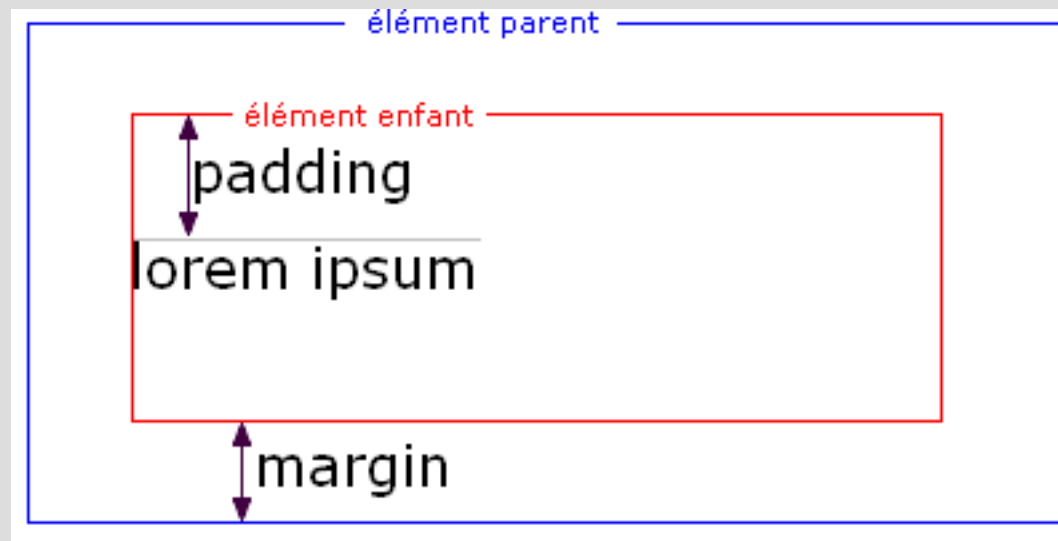 élément parent
élément enfant
padding
lorem ipsum
margin